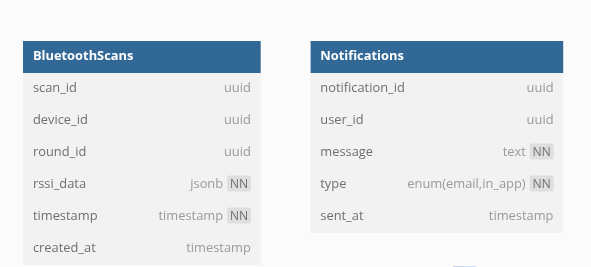 BluetoothScans
scan_id uuid
device_id uuid
round_id uuid
rssi_data jsonb NN
timestamp timestamp NN
created_at timestamp
Notifications
notification_id uuid
user_id uuid
message text NN
type enum(email,in_app) NN
sent_at timestamp